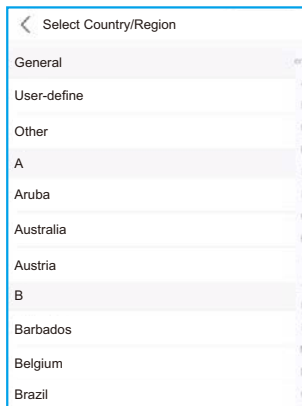 Select Country/Region
General
User-define
Other
A
Aruba
Australia
Austria
B
Barbados
Belgium
Brazil